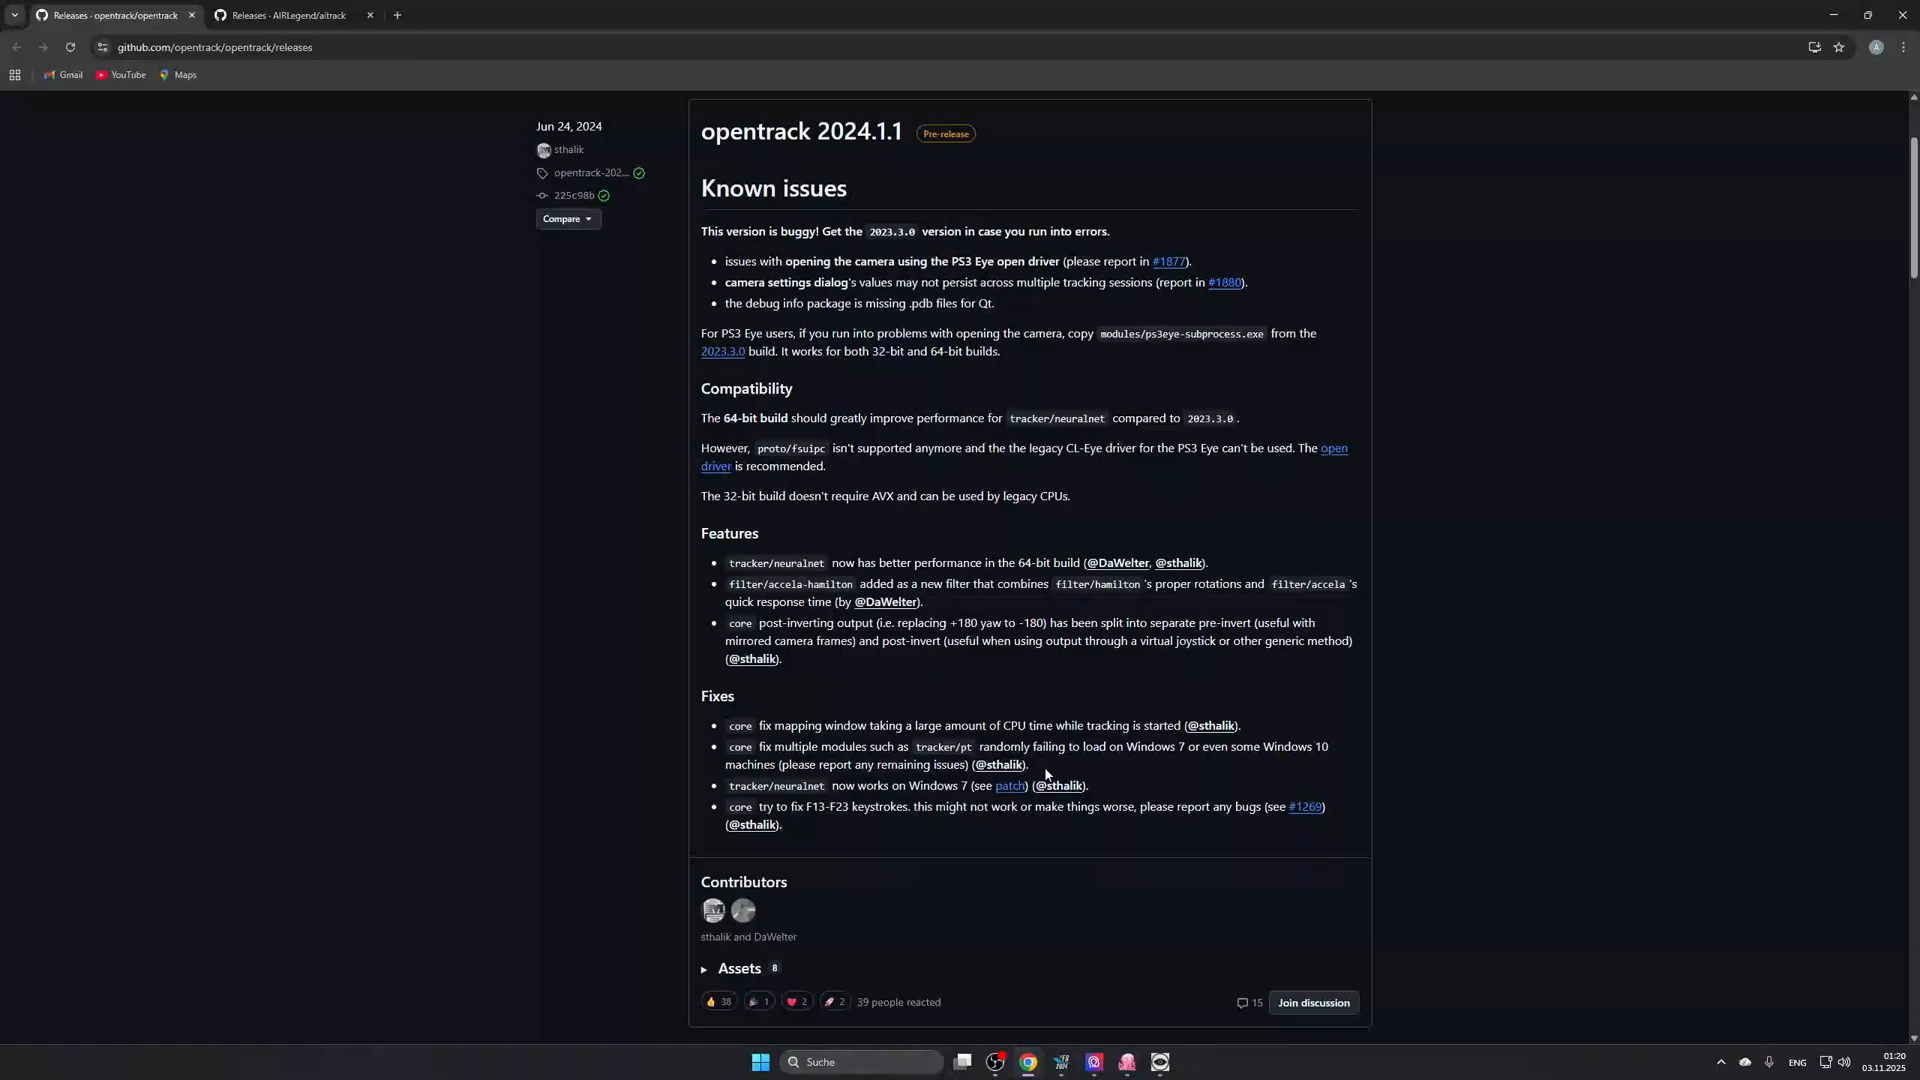 Releases · opentrack/opentrack
Releases · AIRLegend/aitrack
github.com/opentrack/opentrack/releases
A
Gmail
YouTube
Maps
Jun 24, 2024
sthalik
opentrack-202...
225c98b
Compare
opentrack 2024.1.1 Pre-release
Known issues
This version is buggy! Get the 2023.3.0 version in case you run into errors.
• issues with opening the camera using the PS3 Eye open driver (please report in #1877).
• camera settings dialog's values may not persist across multiple tracking sessions (report in #1880).
• the debug info package is missing .pdb files for Qt.
For PS3 Eye users, if you run into problems with opening the camera, copy modules/ps3eye-subprocess.exe from the
2023.3.0 build. It works for both 32-bit and 64-bit builds.
Compatibility
The 64-bit build should greatly improve performance for tracker/neuralnet compared to 2023.3.0 .
However, proto/fsuipc isn't supported anymore and the the legacy CL-Eye driver for the PS3 Eye can't be used. The open
driver is recommended.
The 32-bit build doesn't require AVX and can be used by legacy CPUs.
Features
• tracker/neuralnet now has better performance in the 64-bit build (@DaWelter, @sthalik).
• filter/accela-hamilton added as a new filter that combines filter/hamilton 's proper rotations and filter/accela 's
quick response time (by @DaWelter).
• core post-inverting output (i.e. replacing +180 yaw to -180) has been split into separate pre-invert (useful with
mirrored camera frames) and post-invert (useful when using output through a virtual joystick or other generic method)
(@sthalik).
Fixes
• core fix mapping window taking a large amount of CPU time while tracking is started (@sthalik).
• core fix multiple modules such as tracker/pt randomly failing to load on Windows 7 or even some Windows 10
machines (please report any remaining issues) (@sthalik).
• tracker/neuralnet now works on Windows 7 (see patch) (@sthalik).
• core try to fix F13-F23 keystrokes. this might not work or make things worse, please report any bugs (see #1269)
(@sthalik).
Contributors
sthalik and DaWelter
Assets 8
38
1
2
2
39 people reacted
15
Join discussion
Suche
ENG
01:20
03.11.2025